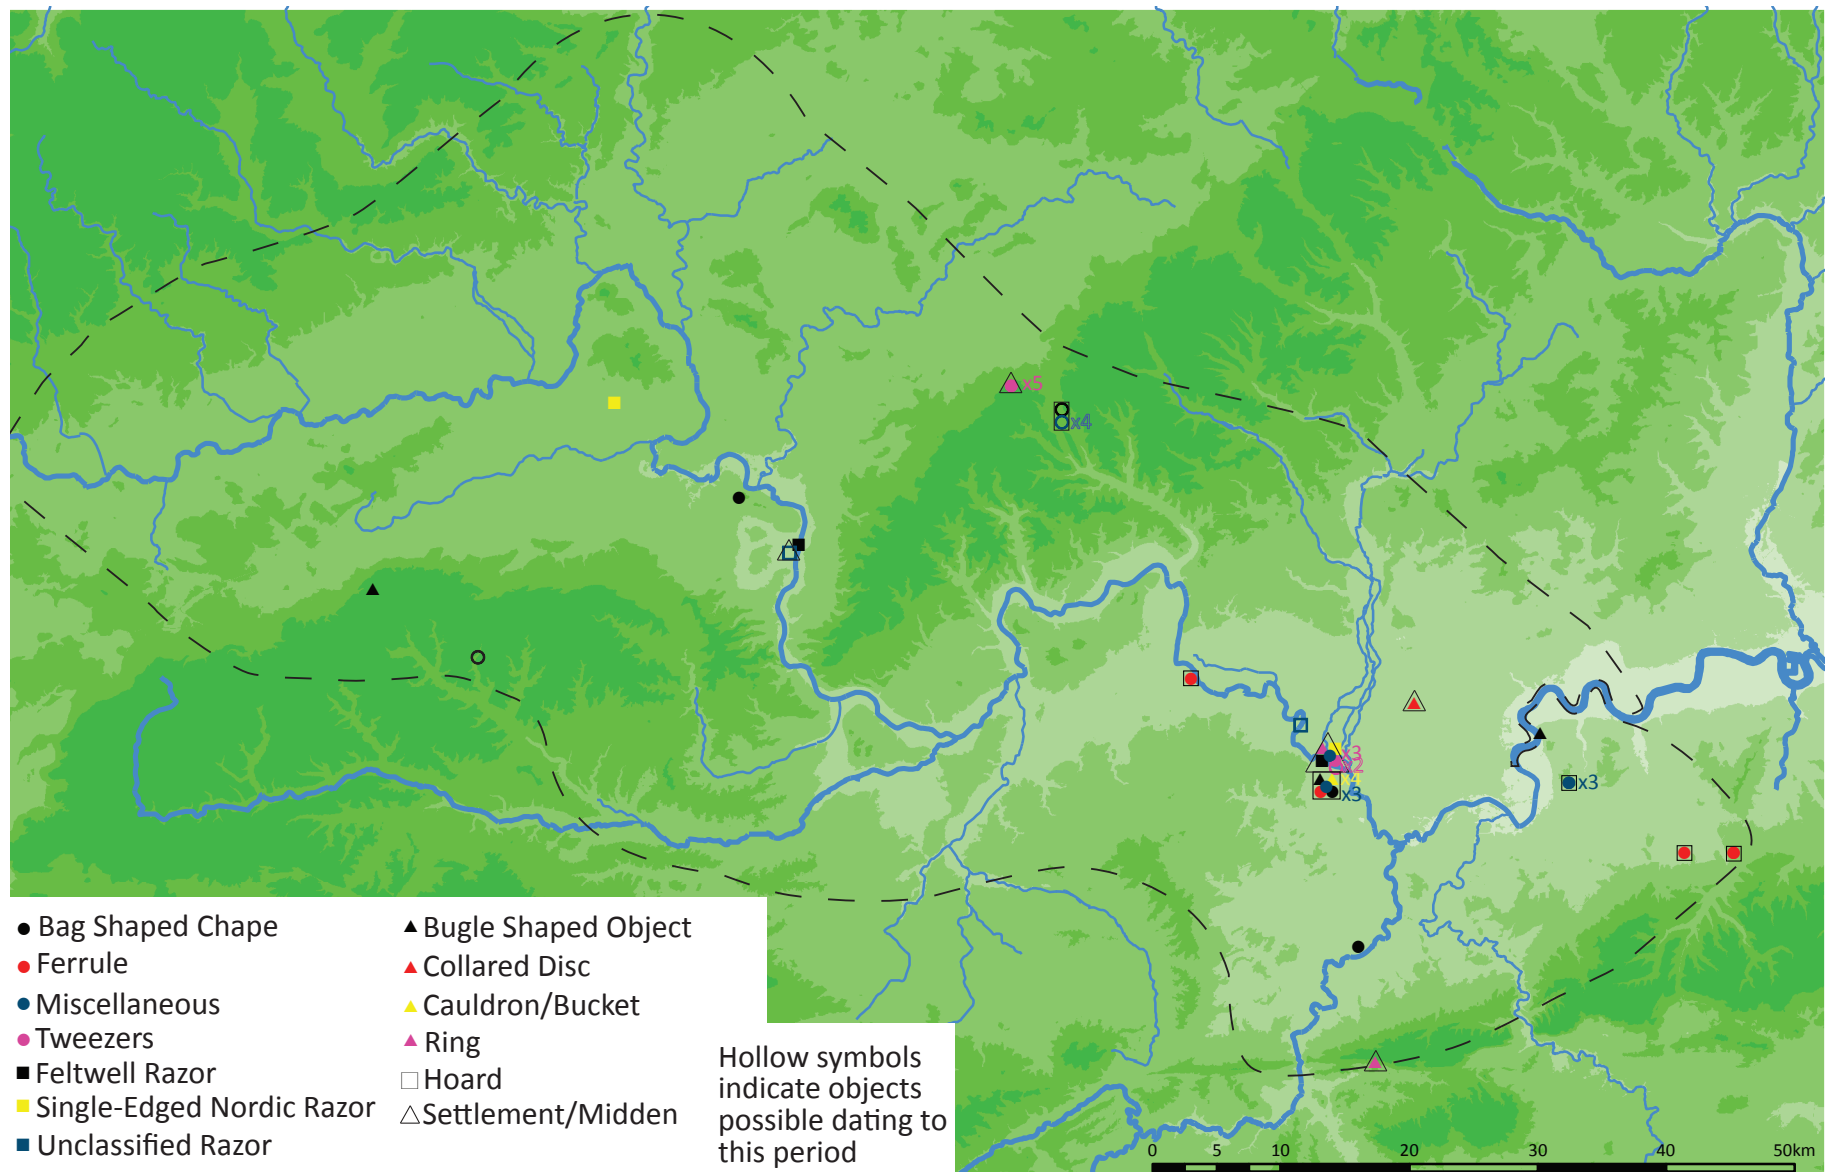 x5
x4
x3
x2
x4
x3
x3
Bag Shaped Chape
Ferrule
Miscellaneous
Tweezers
Feltwell Razor
Single-Edged Nordic Razor
Unclassified Razor
Bugle Shaped Object
Collared Disc
Cauldron/Bucket
Ring
Hoard
Settlement/Midden
Hollow symbols
indicate objects
possible dating to
this period
0 5 10 20 30 40 50km